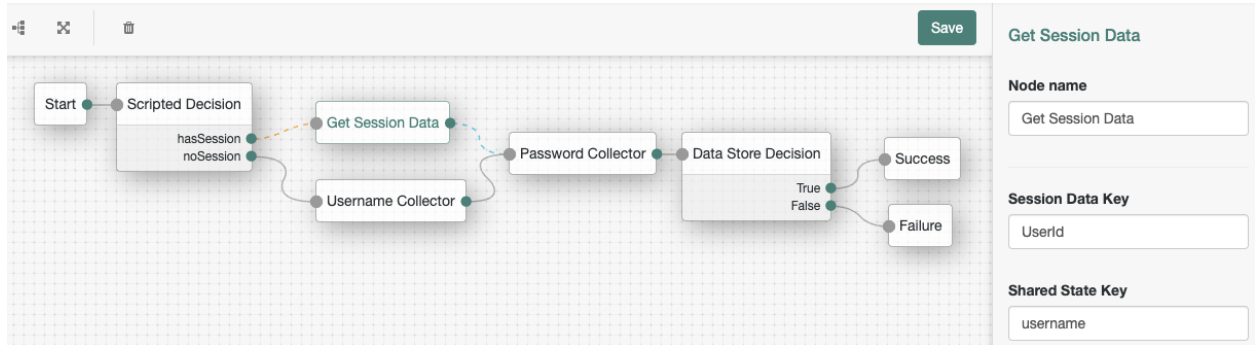 Save
Start
Scripted Decision
hasSession
noSession
Get Session Data
Username Collector
Password Collector
Data Store Decision
True
False
Success
Failure
Get Session Data
Node name
Get Session Data
Session Data Key
UserId
Shared State Key
username